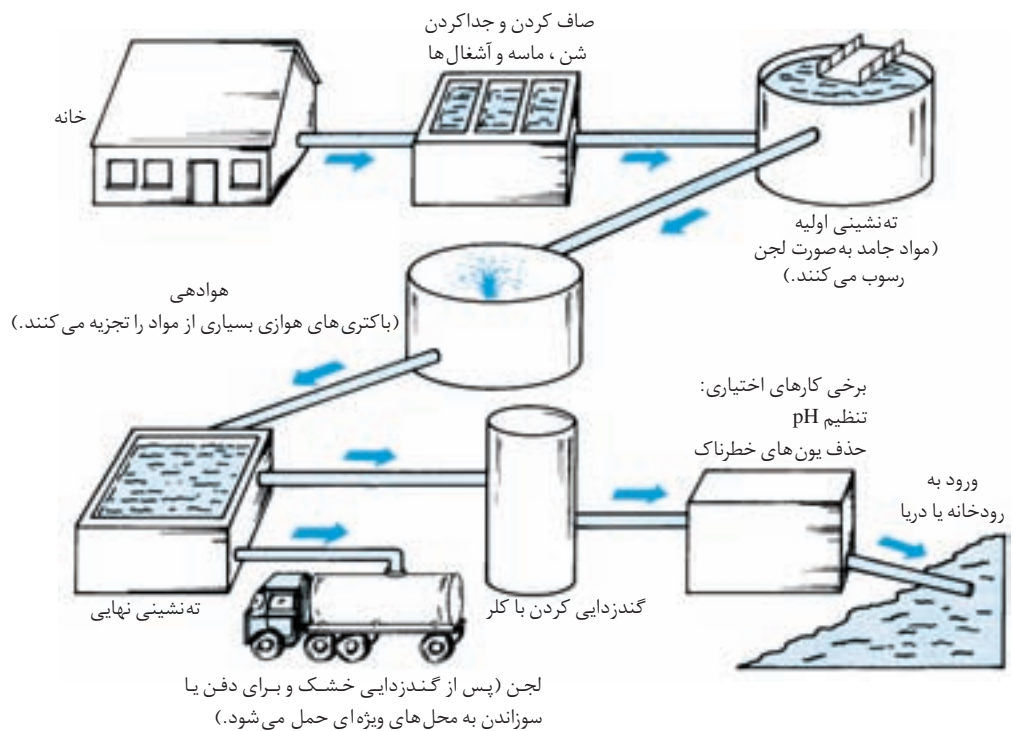 صاف کردن و جداکردن
شن ، ماسه و آشغال‌ها
خانه
ته‌نشینی اولیه
(مواد جامد به‌صورت لجن
رسوب می‌کنند.)
هوادهی
(باکتری‌های هوازی بسیاری از مواد را تجزیه می‌کنند.)
برخی کارهای اختیاری:
تنظیم pH
حذف یون‌های خطرناک
ورود به
رودخانه یا دریا
گندزدایی کردن با کلر
ته‌نشینی نهایی
لجن (پس از گندزدایی خشک و برای دفن یا
سوزاندن به محل‌های ویژه‌ای حمل می‌شود.)